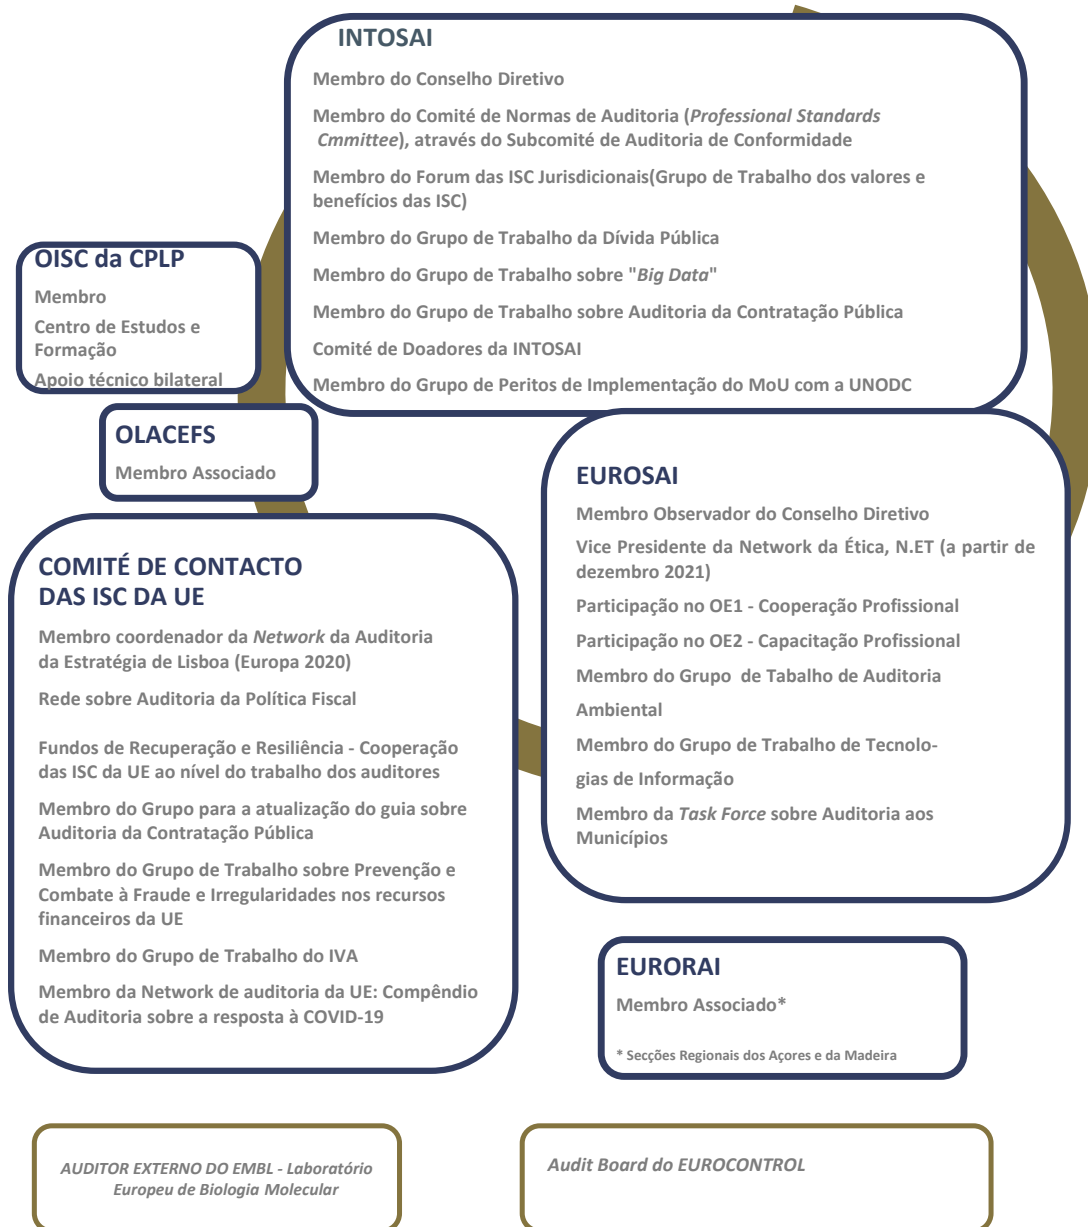 INTOSAI
Membro do Conselho Diretivo
Membro do Comité de Normas de Auditoria (Professional Standards
Cmmittee), através do Subcomité de Auditoria de Conformidade
Membro do Forum das ISC Jurisdicionais(Grupo de Trabalho dos valores e
benefícios das ISC)
Membro do Grupo de Trabalho da Dívida Pública
Membro do Grupo de Trabalho sobre "Big Data"
Membro do Grupo de Trabalho sobre Auditoria da Contratação Pública
Comité de Doadores da INTOSAI
Membro do Grupo de Peritos de Implementação do MoU com a UNODC
OISC da CPLP
Membro
Centro de Estudos e
Formação
Apoio técnico bilateral
OLACEFS
Membro Associado
EUROSAI
Membro Observador do Conselho Diretivo
Vice Presidente da Network da Ética, N.ET (a partir de
dezembro 2021)
Participação no OE1 - Cooperação Profissional
Participação no OE2 - Capacitação Profissional
Membro do Grupo de Tabalho de Auditoria
Ambiental
Membro do Grupo de Trabalho de Tecnolo-
gias de Informação
Membro da Task Force sobre Auditoria aos
Municípios
COMITÉ DE CONTACTO
DAS ISC DA UE
Membro coordenador da Network da Auditoria
da Estratégia de Lisboa (Europa 2020)
Rede sobre Auditoria da Política Fiscal
Fundos de Recuperação e Resiliência - Cooperação
das ISC da UE ao nível do trabalho dos auditores
Membro do Grupo para a atualização do guia sobre
Auditoria da Contratação Pública
Membro do Grupo de Trabalho sobre Prevenção e
Combate à Fraude e Irregularidades nos recursos
financeiros da UE
Membro do Grupo de Trabalho do IVA
Membro da Network de auditoria da UE: Compêndio
de Auditoria sobre a resposta à COVID-19
EURORAI
Membro Associado*
* Secções Regionais dos Açores e da Madeira
AUDITOR EXTERNO DO EMBL - Laboratório
Europeu de Biologia Molecular
Audit Board do EUROCONTROL